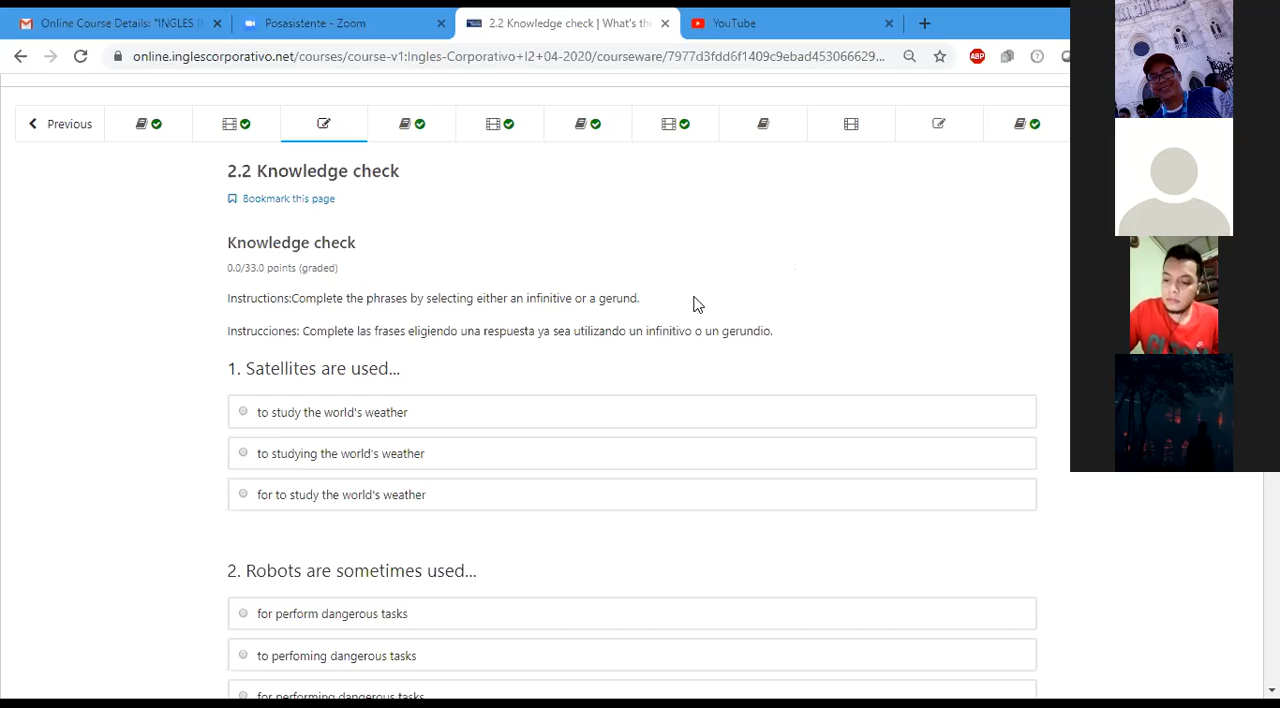 Online Course Details: "INGLES I
Posasistente - Zoom
2.2 Knowledge check | What's th
YouTube
online.inglescorporativo.net/courses/course-v1:Ingles-Corporativo+I2+04-2020/courseware/7977d3fdd6f1409c9ebad453066629...
ABP
Previous
2.2 Knowledge check
Bookmark this page
Knowledge check
0.0/33.0 points (graded)
Instructions:Complete the phrases by selecting either an infinitive or a gerund.
Instrucciones: Complete las frases eligiendo una respuesta ya sea utilizando un infinitivo o un gerundio.
1. Satellites are used...
to study the world's weather
to studying the world's weather
for to study the world's weather
2. Robots are sometimes used...
for perform dangerous tasks
to perfoming dangerous tasks
for performing dangerous tasks